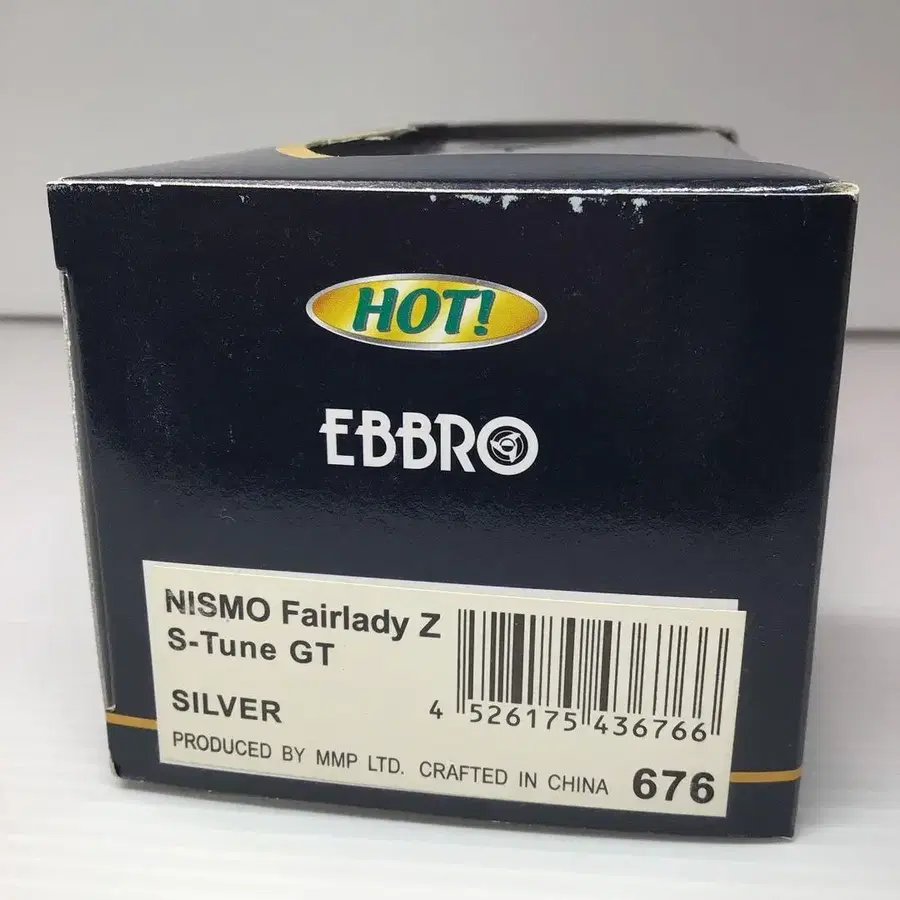 HOT!
EBBRO
NISMO Fairlady Z
S-Tune GT
SILVER
4 526175 436766
PRODUCED BY MMP LTD. CRAFTED IN CHINA 676